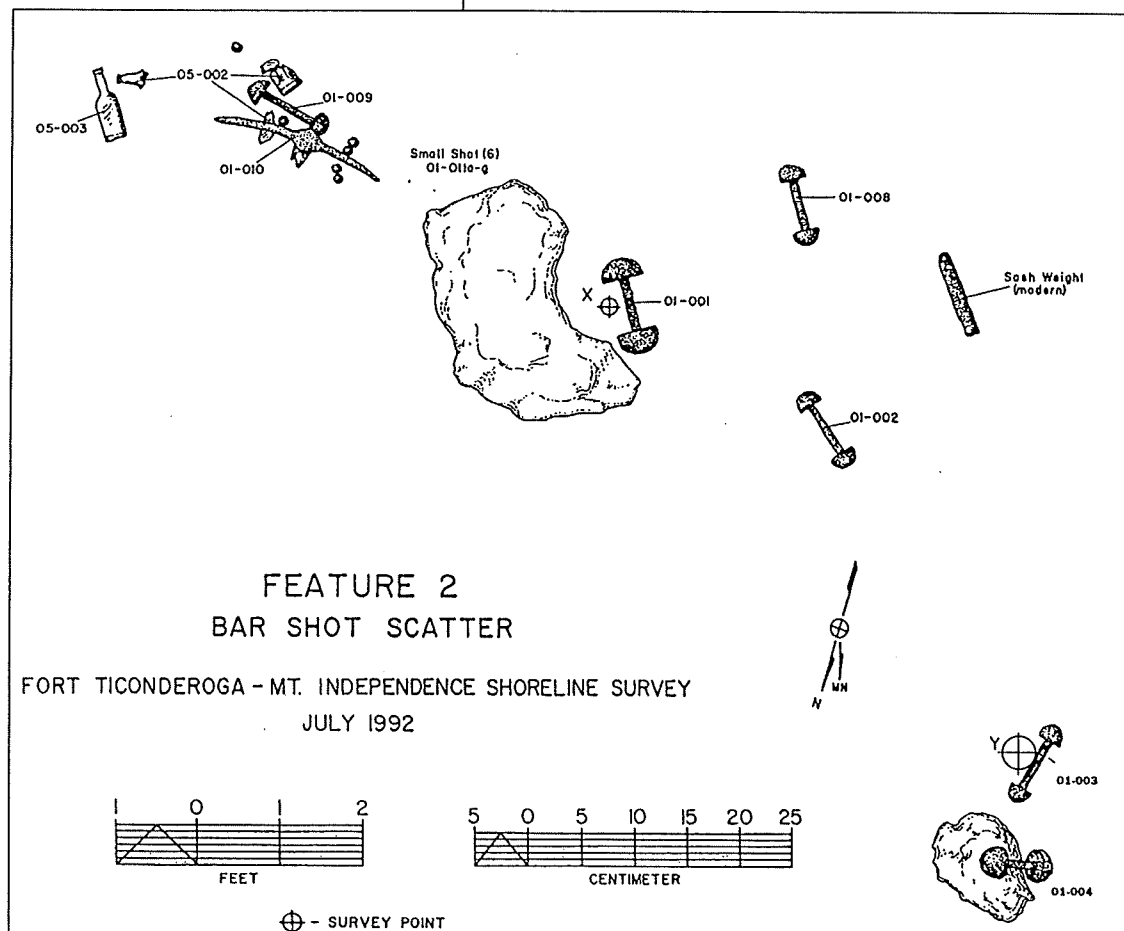 05-002
05-003
01-009
01-010
Small Shot (6)
01-011a-g
01-008
X
01-001
Sash Weight
(modern)
01-002
FEATURE 2
BAR SHOT SCATTER
FORT TICONDEROGA - MT. INDEPENDENCE SHORELINE SURVEY
JULY 1992
N
MN
Y
01-003
01-004
1 0 1 2
FEET
5 0 5 10 15 20 25
CENTIMETER
- SURVEY POINT